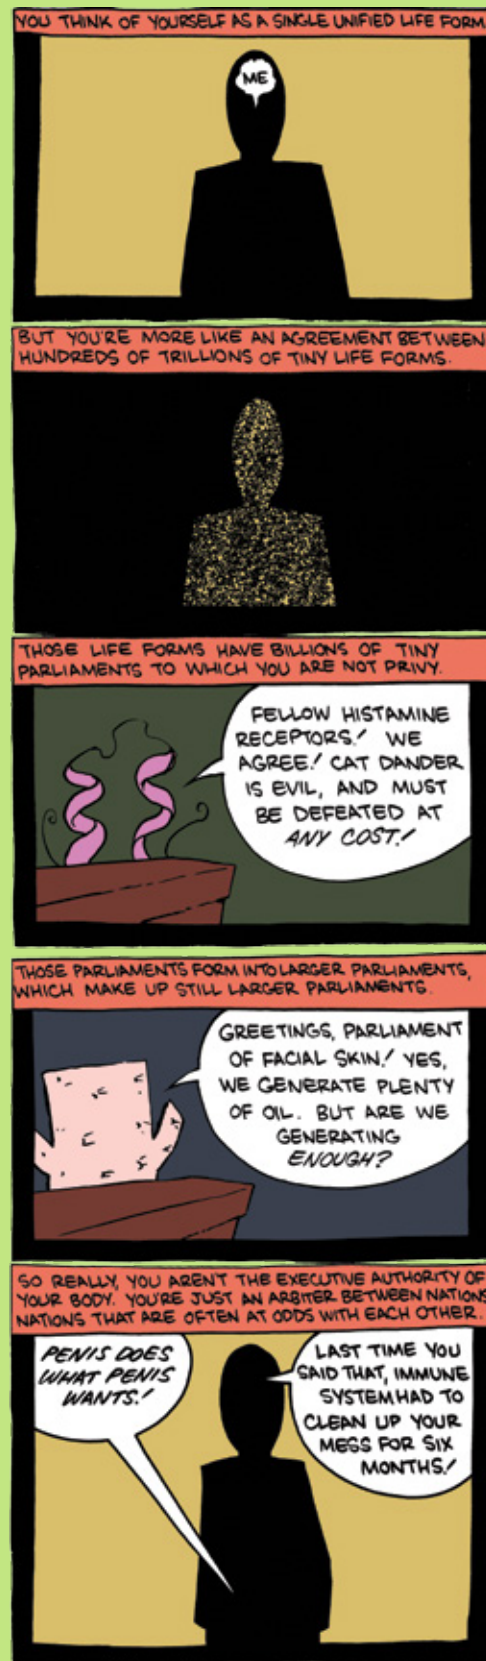 YOU THINK OF YOURSELF AS A SINGLE UNIFIED LIFE FORM.
ME
BUT YOU'RE MORE LIKE AN AGREEMENT BETWEEN
HUNDREDS OF TRILLIONS OF TINY LIFE FORMS.
THOSE LIFE FORMS HAVE BILLIONS OF TINY
PARLIAMENTS TO WHICH YOU ARE NOT PRIVY.
FELLOW HISTAMINE
RECEPTORS! WE
AGREE! CAT DANDER
IS EVIL, AND MUST
BE DEFEATED AT
ANY COST!
THOSE PARLIAMENTS FORM INTO LARGER PARLIAMENTS,
WHICH MAKE UP STILL LARGER PARLIAMENTS.
GREETINGS, PARLIAMENT
OF FACIAL SKIN! YES,
WE GENERATE PLENTY
OF OIL. BUT ARE WE
GENERATING
ENOUGH?
SO REALLY, YOU AREN'T THE EXECUTIVE AUTHORITY OF
YOUR BODY. YOU'RE JUST AN ARBITER BETWEEN NATIONS
NATIONS THAT ARE OFTEN AT ODDS WITH EACH OTHER.
PENIS DOES
WHAT PENIS
WANTS!
LAST TIME YOU
SAID THAT, IMMUNE
SYSTEM HAD TO
CLEAN UP YOUR
MESS FOR SIX
MONTHS!